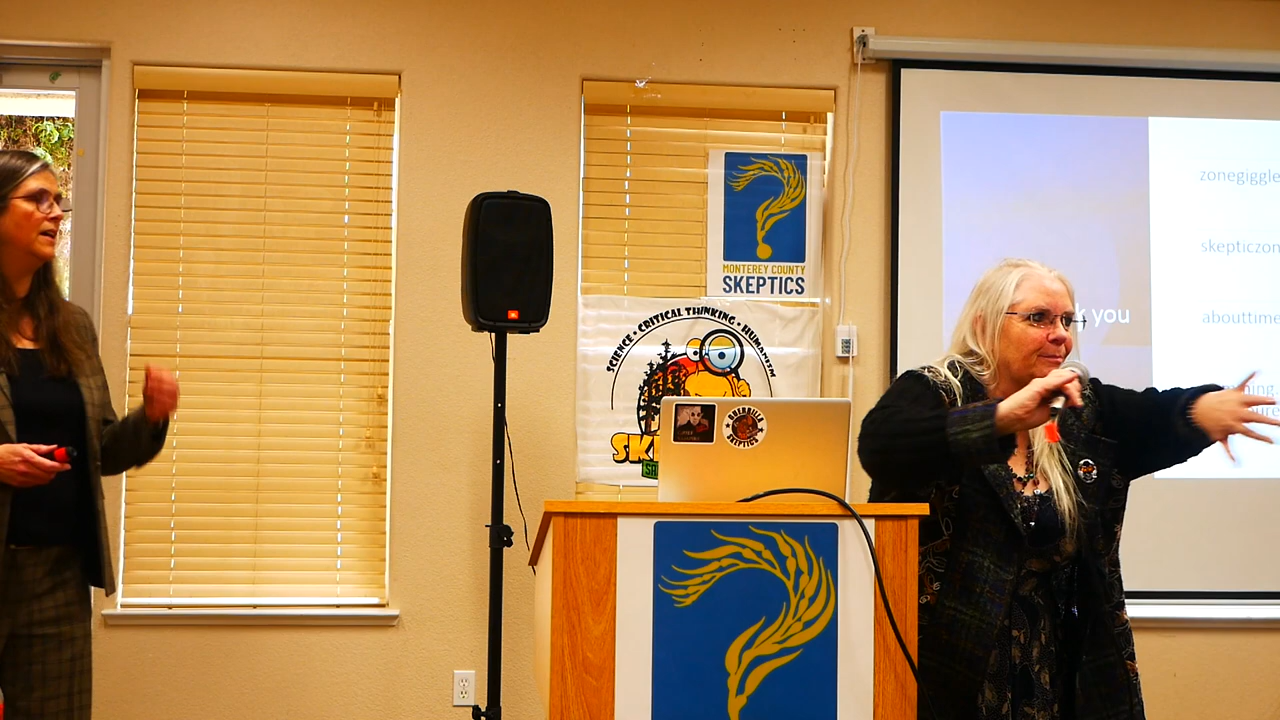 MONTEREY COUNTY
SKEPTICS
SCIENCE • CRITICAL THINKING • HUMANISM
GUERRILLA
SKEPTICS
you
zonegiggle
skepticzon
abouttime